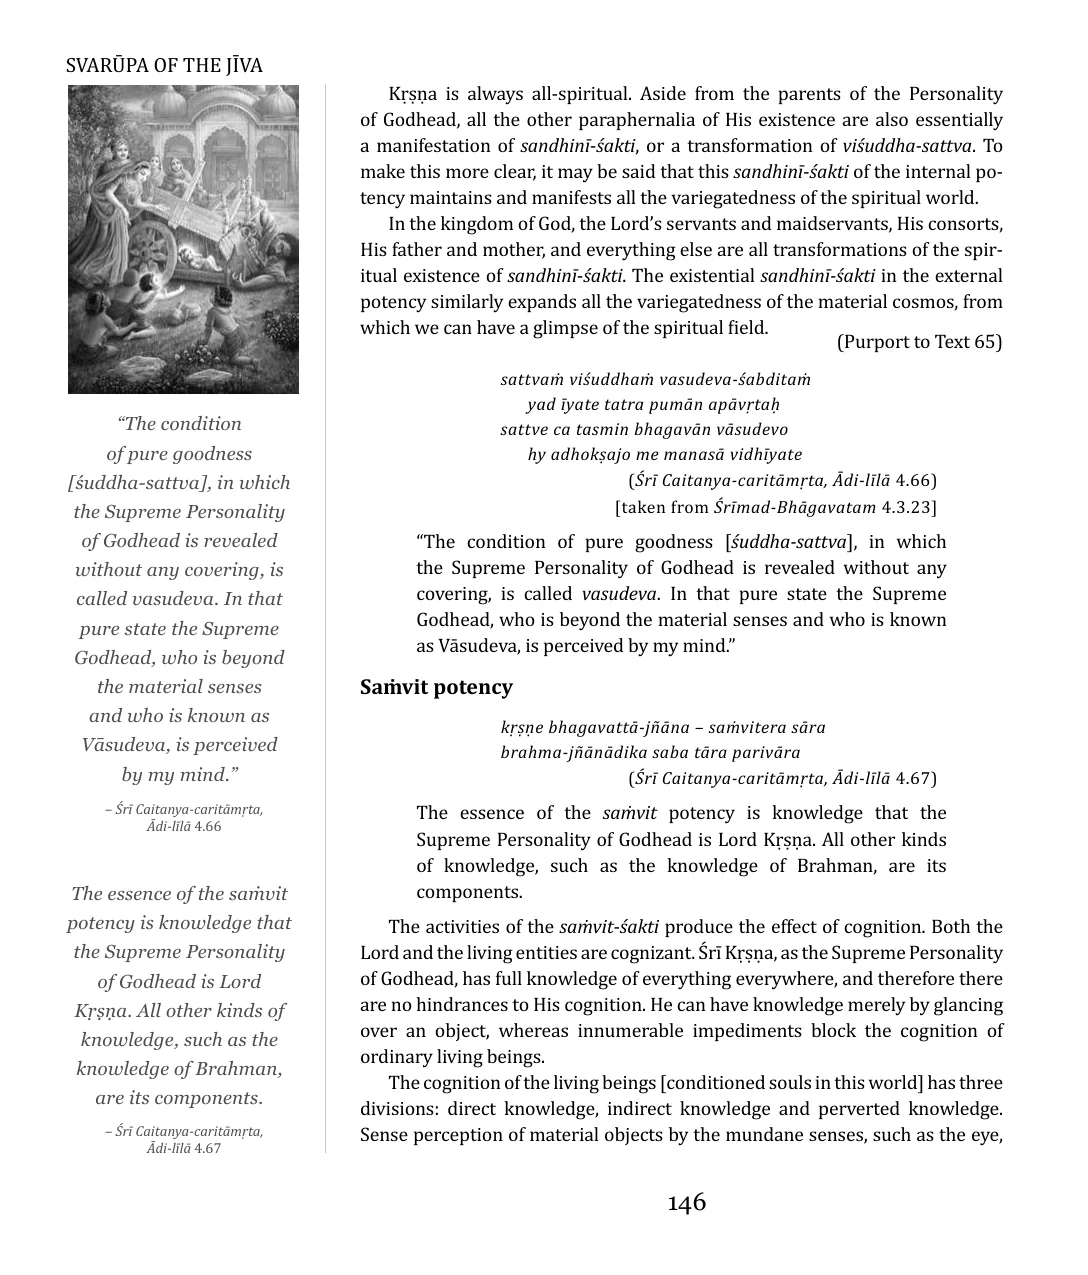 SVARŪPA OF THE JĪVA
“The condition
of pure goodness
[śuddha-sattva], in which
the Supreme Personality
of Godhead is revealed
without any covering, is
called vasudeva. In that
pure state the Supreme
Godhead, who is beyond
the material senses
and who is known as
Vāsudeva, is perceived
by my mind.”
– Śrī Caitanya-caritāmṛta,
Ādi-līlā 4.66
The essence of the saṁvit
potency is knowledge that
the Supreme Personality
of Godhead is Lord
Kṛṣṇa. All other kinds of
knowledge, such as the
knowledge of Brahman,
are its components.
– Śrī Caitanya-caritāmṛta,
Ādi-līlā 4.67
Kṛṣṇa is always all-spiritual. Aside from the parents of the Personality
of Godhead, all the other paraphernalia of His existence are also essentially
a manifestation of sandhinī-śakti, or a transformation of viśuddha-sattva. To
make this more clear, it may be said that this sandhinī-śakti of the internal po-
tency maintains and manifests all the variegatedness of the spiritual world.
In the kingdom of God, the Lord’s servants and maidservants, His consorts,
His father and mother, and everything else are all transformations of the spir-
itual existence of sandhinī-śakti. The existential sandhinī-śakti in the external
potency similarly expands all the variegatedness of the material cosmos, from
which we can have a glimpse of the spiritual field.
(Purport to Text 65)
sattvaṁ viśuddhaṁ vasudeva-śabditaṁ
yad īyate tatra pumān apāvṛtaḥ
sattve ca tasmin bhagavān vāsudevo
hy adhokṣajo me manasā vidhīyate
(Śrī Caitanya-caritāmṛta, Ādi-līlā 4.66)
[taken from Śrīmad-Bhāgavatam 4.3.23]
“The condition of pure goodness [śuddha-sattva], in which
the Supreme Personality of Godhead is revealed without any
covering, is called vasudeva. In that pure state the Supreme
Godhead, who is beyond the material senses and who is known
as Vāsudeva, is perceived by my mind.”
Saṁvit potency
kṛṣṇe bhagavattā-jñāna – saṁvitera sāra
brahma-jñānādika saba tāra parivāra
(Śrī Caitanya-caritāmṛta, Ādi-līlā 4.67)
The essence of the saṁvit potency is knowledge that the
Supreme Personality of Godhead is Lord Kṛṣṇa. All other kinds
of knowledge, such as the knowledge of Brahman, are its
components.
The activities of the saṁvit-śakti produce the effect of cognition. Both the
Lord and the living entities are cognizant. Śrī Kṛṣṇa, as the Supreme Personality
of Godhead, has full knowledge of everything everywhere, and therefore there
are no hindrances to His cognition. He can have knowledge merely by glancing
over an object, whereas innumerable impediments block the cognition of
ordinary living beings.
The cognition of the living beings [conditioned souls in this world] has three
divisions: direct knowledge, indirect knowledge and perverted knowledge.
Sense perception of material objects by the mundane senses, such as the eye,
146